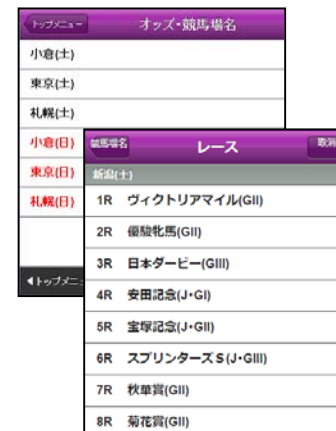 トップメニュー
オッズ・競馬場名
小倉(土)
東京(土)
札幌(土)
小倉(日)
東京(日)
札幌(日)
◀トップメニ
競馬場名
レース
取消
新潟(土)
1R ヴィクトリアマイル(GII)
2R 優駿牝馬(GII)
3R 日本ダービー(GIII)
4R 安田記念(J・GI)
5R 宝塚記念(J・GII)
6R スプリンターズS(J・GIII)
7R 秋華賞(GII)
8R 菊花賞(GII)